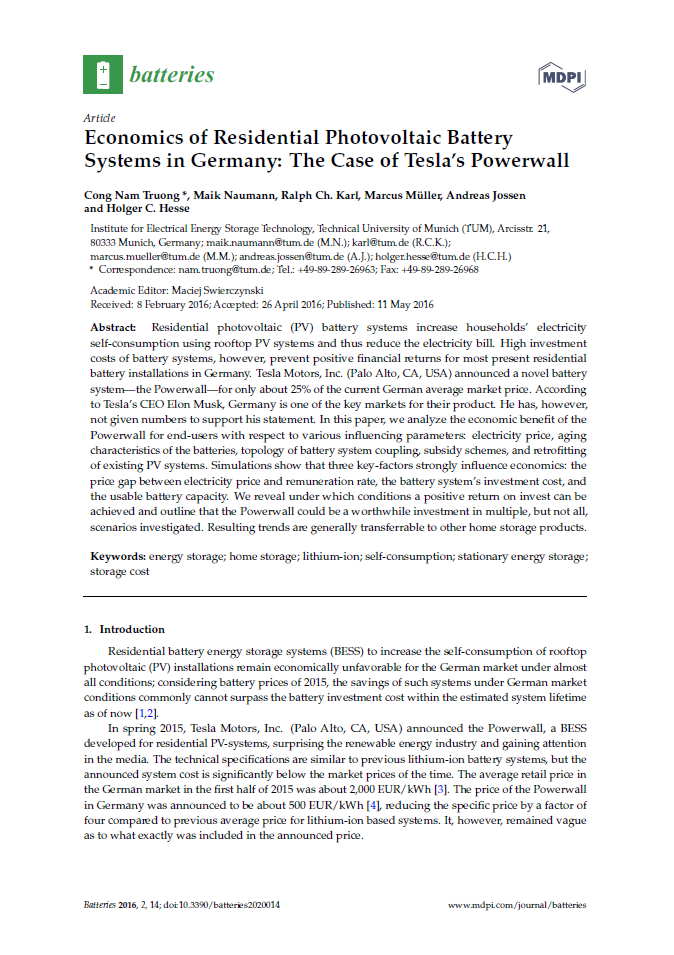 batteries
MDPI
Article
Economics of Residential Photovoltaic Battery
Systems in Germany: The Case of Tesla's Powerwall
Cong Nam Truong *, Maik Naumann, Ralph Ch. Karl, Marcus Müller, Andreas Jossen
and Holger C. Hesse
Institute for Electrical Energy Storage Technology, Technical University of Munich (TUM), Arcisstr. 21,
80333 Munich, Germany; maik.naumann@tum.de (M.N.); karl@tum.de (R.C.K.);
marcus.mueller@tum.de (M.M.); andreas.jossen@tum.de (A.J.); holger.hesse@tum.de (H.C.H.)
* Correspondence: nam.truong@tum.de; Tel.: +49-89-289-26963; Fax: +49-89-289-26968
Academic Editor: Maciej Swierczynski
Received: 8 February 2016; Accepted: 26 April 2016; Published: 11 May 2016
Abstract: Residential photovoltaic (PV) battery systems increase households' electricity
self-consumption using rooftop PV systems and thus reduce the electricity bill. High investment
costs of battery systems, however, prevent positive financial returns for most present residential
battery installations in Germany. Tesla Motors, Inc. (Palo Alto, CA, USA) announced a novel battery
system—the Powerwall—for only about 25% of the current German average market price. According
to Tesla's CEO Elon Musk, Germany is one of the key markets for their product. He has, however,
not given numbers to support his statement. In this paper, we analyze the economic benefit of the
Powerwall for end-users with respect to various influencing parameters: electricity price, aging
characteristics of the batteries, topology of battery system coupling, subsidy schemes, and retrofitting
of existing PV systems. Simulations show that three key-factors strongly influence economics: the
price gap between electricity price and remuneration rate, the battery system's investment cost, and
the usable battery capacity. We reveal under which conditions a positive return on invest can be
achieved and outline that the Powerwall could be a worthwhile investment in multiple, but not all,
scenarios investigated. Resulting trends are generally transferrable to other home storage products.
Keywords: energy storage; home storage; lithium-ion; self-consumption; stationary energy storage;
storage cost
1. Introduction
Residential battery energy storage systems (BESS) to increase the self-consumption of rooftop
photovoltaic (PV) installations remain economically unfavorable for the German market under almost
all conditions; considering battery prices of 2015, the savings of such systems under German market
conditions commonly cannot surpass the battery investment cost within the estimated system lifetime
as of now [1,2].
In spring 2015, Tesla Motors, Inc. (Palo Alto, CA, USA) announced the Powerwall, a BESS
developed for residential PV-systems, surprising the renewable energy industry and gaining attention
in the media. The technical specifications are similar to previous lithium-ion battery systems, but the
announced system cost is significantly below the market prices of the time. The average retail price in
the German market in the first half of 2015 was about 2,000 EUR/kWh [3]. The price of the Powerwall
in Germany was announced to be about 500 EUR/kWh [4], reducing the specific price by a factor of
four compared to previous average price for lithium-ion based systems. It, however, remained vague
as to what exactly was included in the announced price.
Batteries 2016, 2, 14; doi:10.3390/batteries2020014
www.mdpi.com/journal/batteries